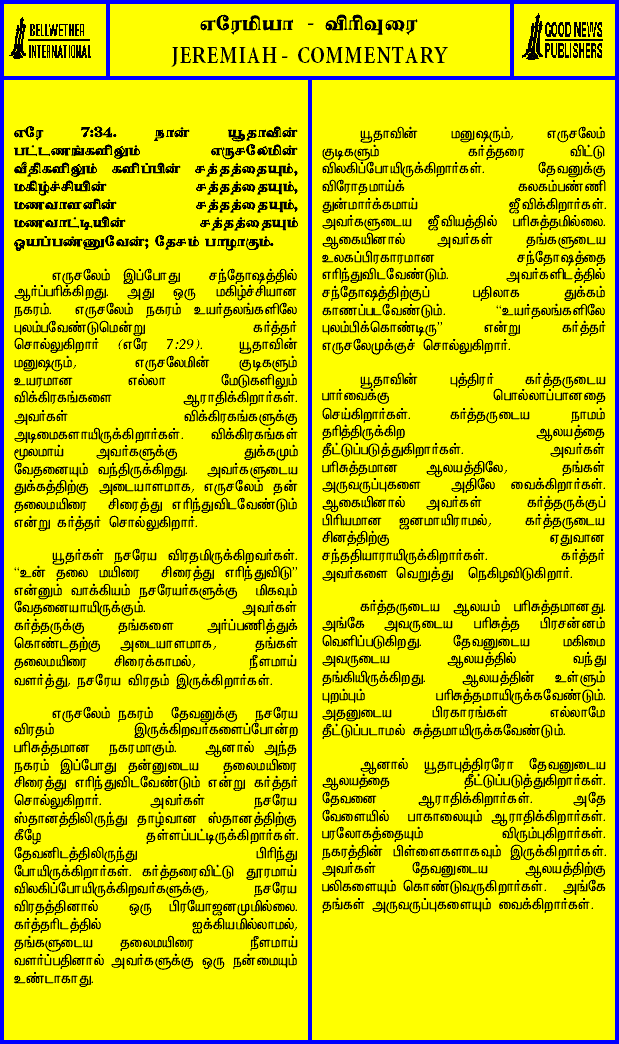 BELLWETHER
INTERNATIONAL
எரேமியா - விரிவுரை
JEREMIAH - COMMENTARY
GOOD NEWS
PUBLISHERS
எரே 7:34. நான் யூதாவின்
பட்டணங்களிலும் எருசலேமின்
வீதிகளிலும் களிப்பின் சத்தத்தையும்,
மகிழ்ச்சியின் சத்தத்தையும்,
மணவாளனின் சத்தத்தையும்,
மணவாட்டியின் சத்தத்தையும்
ஓயப்பண்ணுவேன்; தேசம் பாழாகும்.
எருசலேம் இப்போது சந்தோஷத்தில்
ஆர்ப்பரிக்கிறது. அது ஒரு மகிழ்ச்சியான
நகரம். எருசலேம் நகரம் உயர்தலங்களிலே
புலம்பவேண்டுமென்று கர்த்தர்
சொல்லுகிறார் (எரே 7:29). யூதாவின்
மனுஷரும், எருசலேமின் குடிகளும்
உயரமான எல்லா மேடுகளிலும்
விக்கிரகங்களை ஆராதிக்கிறார்கள்.
அவர்கள் விக்கிரகங்களுக்கு
அடிமைகளாயிருக்கிறார்கள். விக்கிரகங்கள்
மூலமாய் அவர்களுக்கு துக்கமும்
வேதனையும் வந்திருக்கிறது. அவர்களுடைய
துக்கத்திற்கு அடையாளமாக, எருசலேம் தன்
தலைமயிரை சிரைத்து எரிந்துவிடவேண்டும்
என்று கர்த்தர் சொல்லுகிறார்.
யூதர்கள் நசரேய விரதமிருக்கிறவர்கள்.
“உன் தலை மயிரை சிரைத்து எரிந்துவிடு”
என்னும் வாக்கியம் நசரேயர்களுக்கு மிகவும்
வேதனையாயிருக்கும். அவர்கள்
கர்த்தருக்கு தங்களை அர்ப்பணித்துக்
கொண்டதற்கு அடையாளமாக, தங்கள்
தலைமயிரை சிரைக்காமல், நீளமாய்
வளர்த்து, நசரேய விரதம் இருக்கிறார்கள்.
எருசலேம் நகரம் தேவனுக்கு நசரேய
விரதம் இருக்கிறவர்களைப்போன்ற
பரிசுத்தமான நகரமாகும். ஆனால் அந்த
நகரம் இப்போது தன்னுடைய தலைமயிரை
சிரைத்து எரிந்துவிடவேண்டும் என்று கர்த்தர்
சொல்லுகிறார். அவர்கள் நசரேய
ஸ்தானத்திலிருந்து தாழ்வான ஸ்தானத்திற்கு
கீழே தள்ளப்பட்டிருக்கிறார்கள்.
தேவனிடத்திலிருந்து பிரிந்து
போயிருக்கிறார்கள். கர்த்தரைவிட்டு தூரமாய்
விலகிப்போயிருக்கிறவர்களுக்கு, நசரேய
விரதத்தினால் ஒரு பிரயோஜனமுமில்லை.
கர்த்தரிடத்தில் ஐக்கியமில்லாமல்,
தங்களுடைய தலைமயிரை நீளமாய்
வளர்ப்பதினால் அவர்களுக்கு ஒரு நன்மையும்
உண்டாகாது.
யூதாவின் மனுஷரும், எருசலேம்
குடிகளும் கர்த்தரை விட்டு
விலகிப்போயிருக்கிறார்கள். தேவனுக்கு
விரோதமாய்க் கலகம்பண்ணி
துன்மார்க்கமாய் ஜீவிக்கிறார்கள்.
அவர்களுடைய ஜீவியத்தில் பரிசுத்தமில்லை.
ஆகையினால் அவர்கள் தங்களுடைய
உலகப்பிரகாரமான சந்தோஷத்தை
எரிந்துவிடவேண்டும். அவர்களிடத்தில்
சந்தோஷத்திற்குப் பதிலாக துக்கம்
காணப்படவேண்டும். “உயர்தலங்களிலே
புலம்பிக்கொண்டிரு” என்று கர்த்தர்
எருசலேமுக்குச் சொல்லுகிறார்.
யூதாவின் புத்திரர் கர்த்தருடைய
பார்வைக்கு பொல்லாப்பானதை
செய்கிறார்கள். கர்த்தருடைய நாமம்
தரித்திருக்கிற ஆலயத்தை
தீட்டுப்படுத்துகிறார்கள். அவர்கள்
பரிசுத்தமான ஆலயத்திலே, தங்கள்
அருவருப்புகளை அதிலே வைக்கிறார்கள்.
ஆகையினால் அவர்கள் கர்த்தருக்குப்
பிரியமான ஜனமாயிராமல், கர்த்தருடைய
சினத்திற்கு ஏதுவான
சந்ததியாராயிருக்கிறார்கள். கர்த்தர்
அவர்களை வெறுத்து நெகிழவிடுகிறார்.
கர்த்தருடைய ஆலயம் பரிசுத்தமானது.
அங்கே அவருடைய பரிசுத்த பிரசன்னம்
வெளிப்படுகிறது. தேவனுடைய மகிமை
அவருடைய ஆலயத்தில் வந்து
தங்கியிருக்கிறது. ஆலயத்தின் உள்ளும்
புறம்பும் பரிசுத்தமாயிருக்கவேண்டும்.
அதனுடைய பிரகாரங்கள் எல்லாமே
தீட்டுப்படாமல் சுத்தமாயிருக்கவேண்டும்.
ஆனால் யூதாபுத்திரரோ தேவனுடைய
ஆலயத்தை தீட்டுப்படுத்துகிறார்கள்.
தேவனை ஆராதிக்கிறார்கள். அதே
வேளையில் பாகாலையும் ஆராதிக்கிறார்கள்.
பரலோகத்தையும் விரும்புகிறார்கள்.
நகரத்தின் பிள்ளைகளாகவும் இருக்கிறார்கள்.
அவர்கள் தேவனுடைய ஆலயத்திற்கு
பலிகளையும் கொண்டுவருகிறார்கள். அங்கே
தங்கள் அருவருப்புகளையும் வைக்கிறார்கள்.